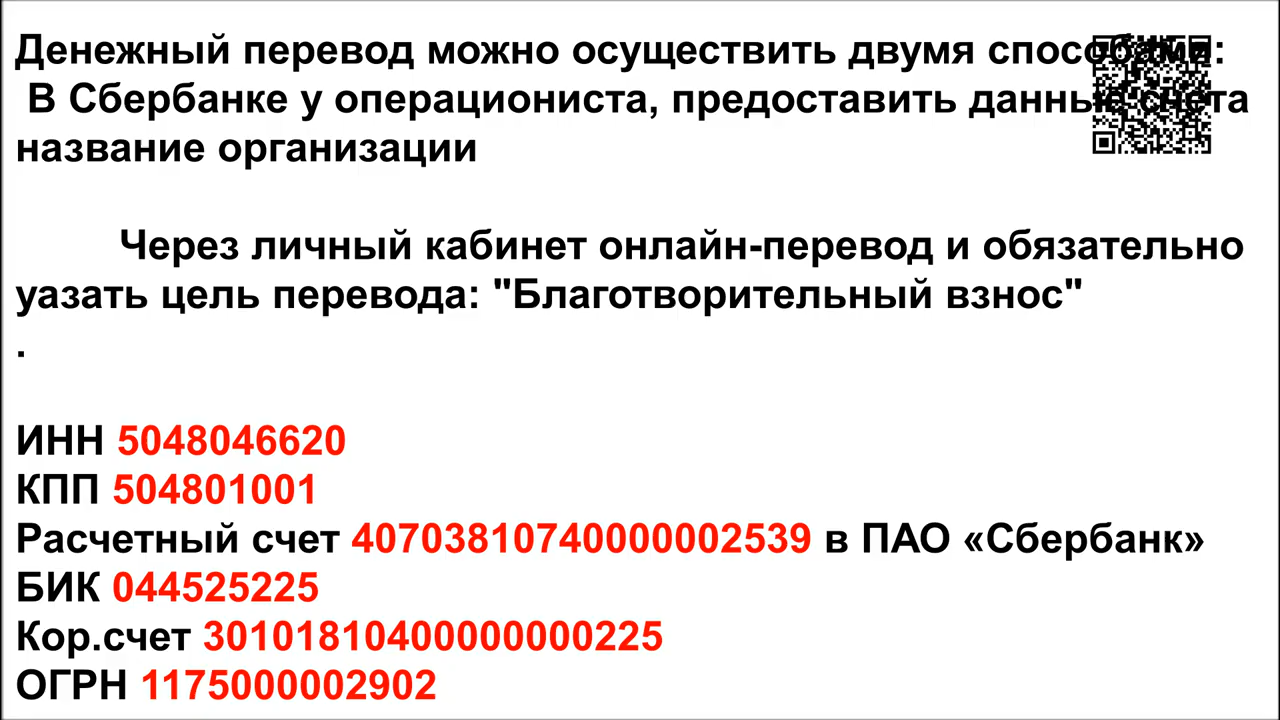 Денежный перевод можно осуществить двумя способами:
В Сбербанке у операциониста, предоставить данные счета
название организации
Через личный кабинет онлайн-перевод и обязательно
уазать цель перевода: "Благотворительный взнос"
.
ИНН 5048046620
КПП 504801001
Расчетный счет 40703810740000002539 в ПАО «Сбербанк»
БИК 044525225
Кор.счет 30101810400000000225
ОГРН 1175000002902